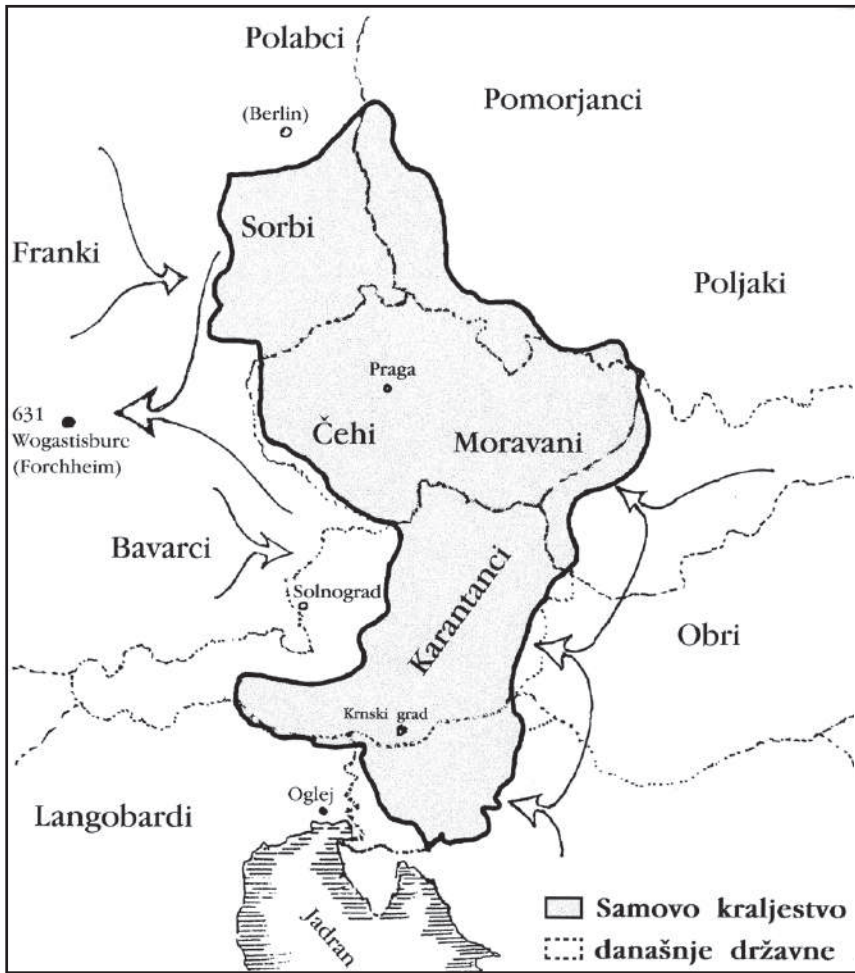 Polabci
Pomorjanci
(Berlin)
Sorbi
Franki
Poljaki
Praga
631
Wogastisburc
(Forchheim)
Čehi
Moravani
Bavarci
Solnograd
Karantanci
Obri
Krnski grad
Oglej
Langobardi
Jadran
Samovo kraljestvo
današnje državne